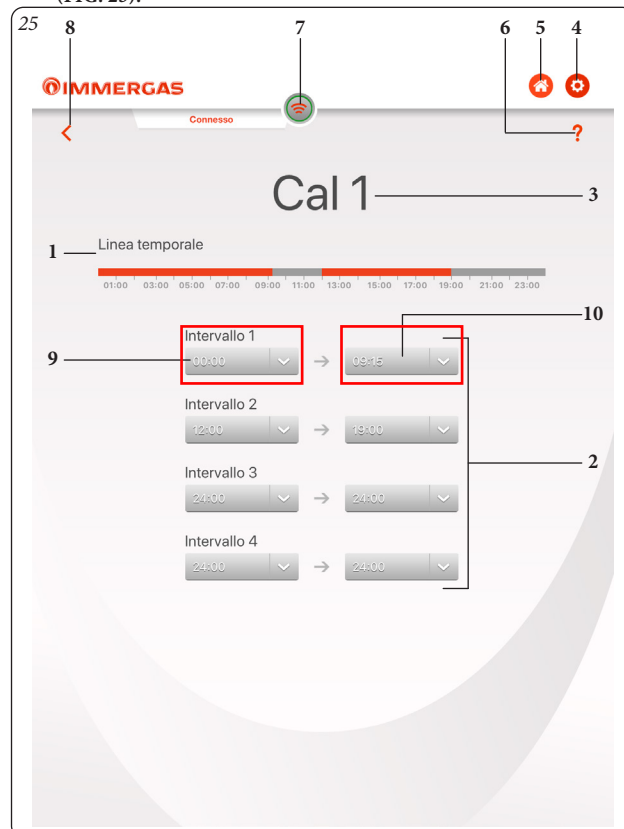 (FIG. 25).
25 8 7 6 5 4
IMMERGAS
Connesso
?
Cal 1 3
1 Linea temporale
01:00 03:00 05:00 07:00 09:00 11:00 13:00 15:00 17:00 19:00 21:00 23:00
10
Intervallo 1
9 00:00 → 09:15
Intervallo 2
12:00 → 19:00
2
Intervallo 3
24:00 → 24:00
Intervallo 4
24:00 → 24:00